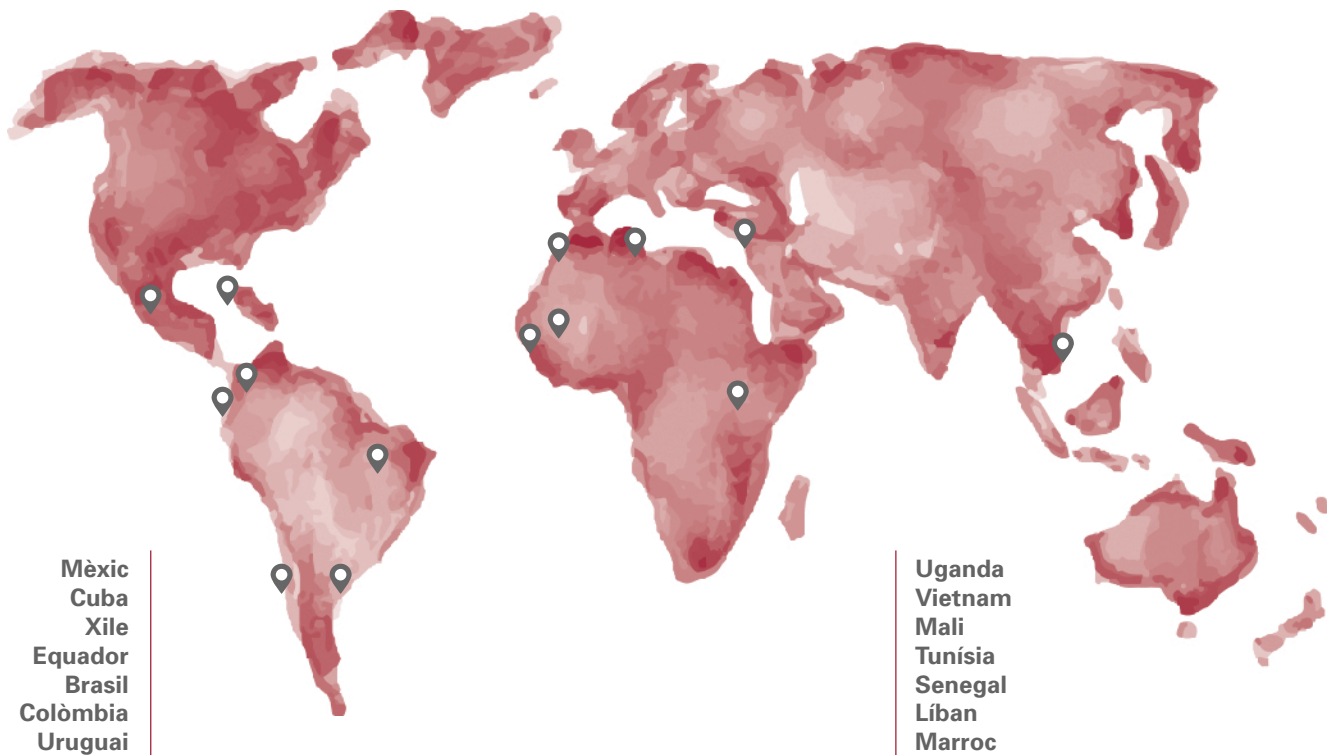 Mèxic
Cuba
Xile
Equador
Brasil
Colòmbia
Uruguai
Uganda
Vietnam
Mali
Tunísia
Senegal
Líban
Marroc